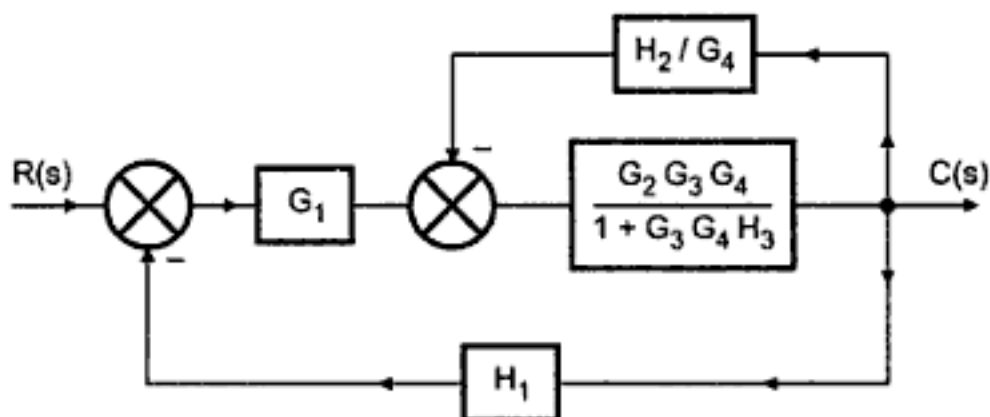 H₂ / G₄
R(s)
G₁
G₂ G₃ G₄
1 + G₃ G₄ H₃
C(s)
H₁